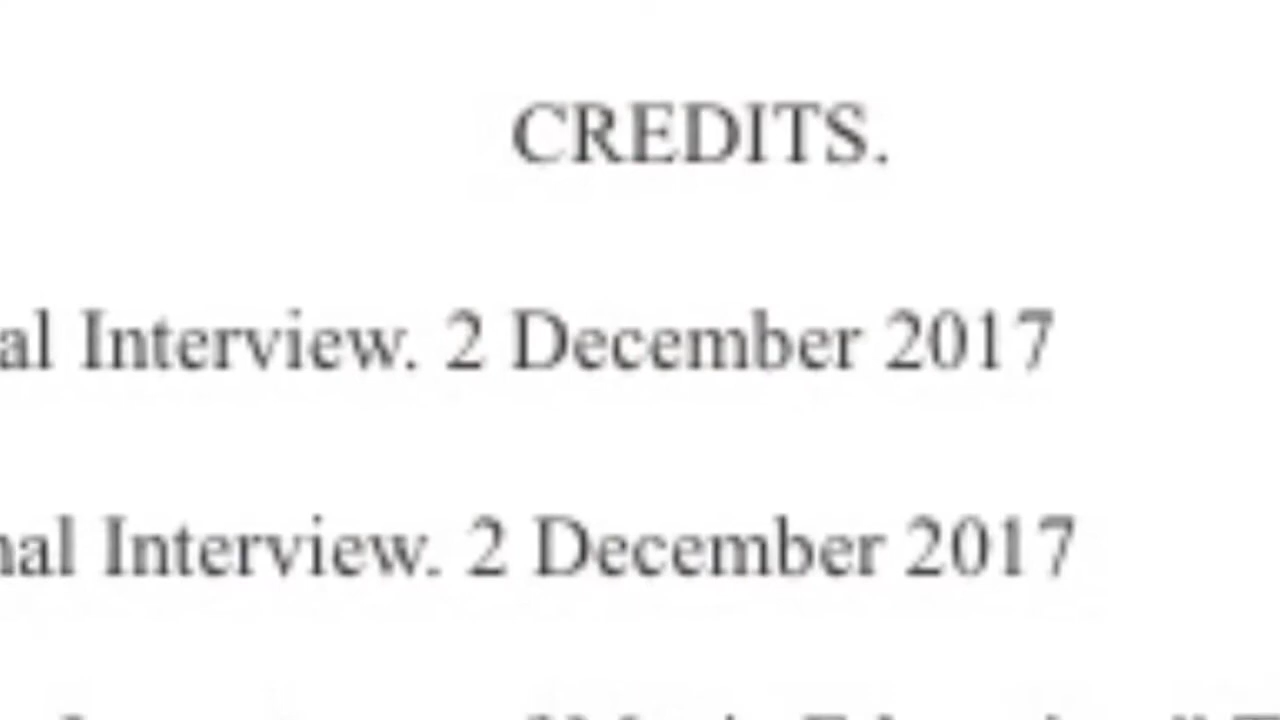 CREDITS.
al Interview. 2 December 2017
nal Interview. 2 December 2017